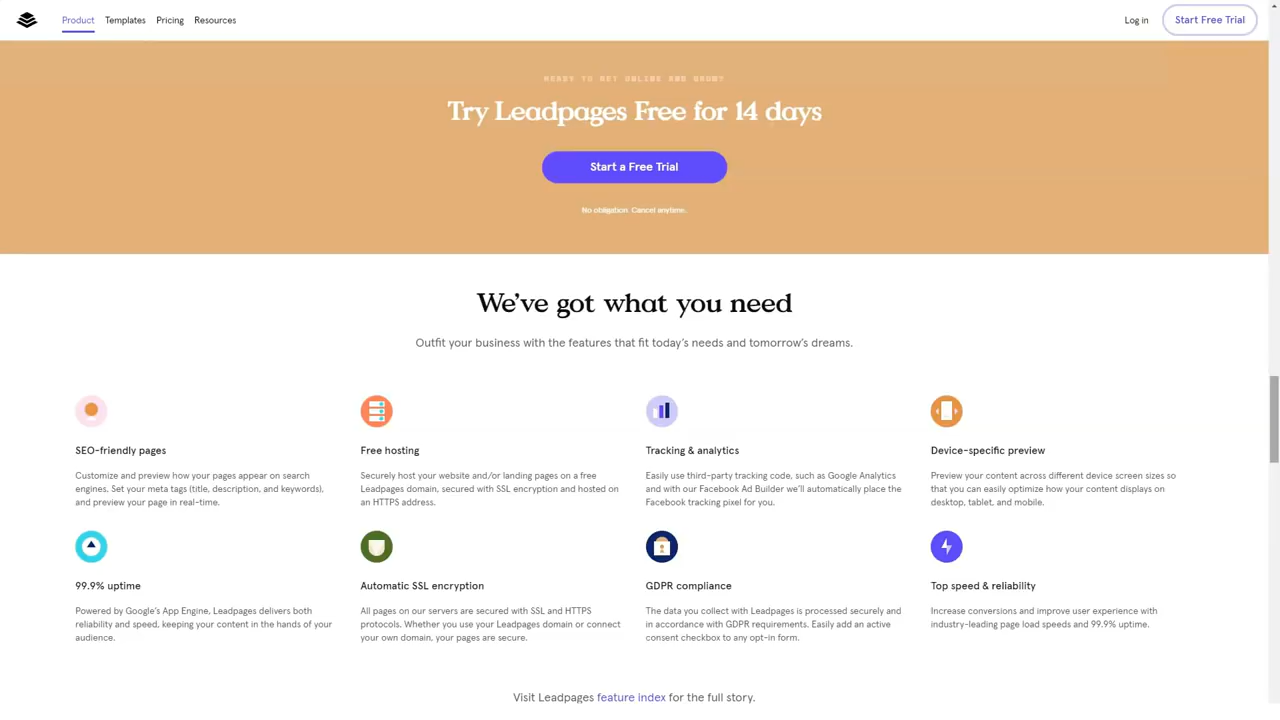 Product Templates Pricing Resources Log in Start Free Trial
READY TO GET ONLINE AND GROW?
Try Leadpages Free for 14 days
Start a Free Trial
No obligation. Cancel anytime.
We've got what you need
Outfit your business with the features that fit today's needs and tomorrow's dreams.
SEO-friendly pages
Customize and preview how your pages appear on search
engines. Set your meta tags (title, description, and keywords),
and preview your page in real-time.
Free hosting
Securely host your website and/or landing pages on a free
Leadpages domain, secured with SSL encryption and hosted on
an HTTPS address.
Tracking & analytics
Easily use third-party tracking code, such as Google Analytics
and with our Facebook Ad Builder we'll automatically place the
Facebook tracking pixel for you.
Device-specific preview
Preview your content across different device screen sizes so
that you can easily optimize how your content displays on
desktop, tablet, and mobile.
99.9% uptime
Powered by Google's App Engine, Leadpages delivers both
reliability and speed, keeping your content in the hands of your
audience.
Automatic SSL encryption
All pages on our servers are secured with SSL and HTTPS
protocols. Whether you use your Leadpages domain or connect
your own domain, your pages are secure.
GDPR compliance
The data you collect with Leadpages is processed securely and
in accordance with GDPR requirements. Easily add an active
consent checkbox to any opt-in form.
Top speed & reliability
Increase conversions and improve user experience with
industry-leading page load speeds and 99.9% uptime.
Visit Leadpages feature index for the full story.